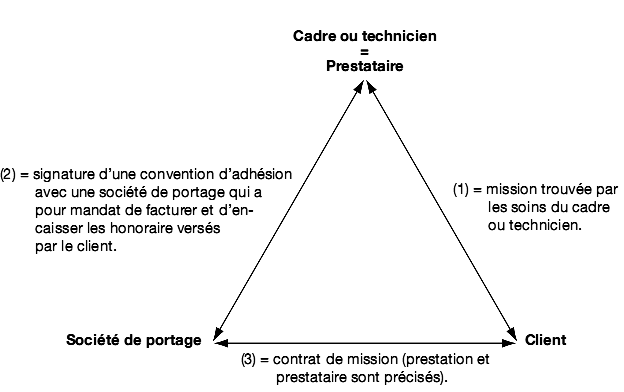 Cadre ou technicien
=
Prestataire
(2) = signature d'une convention d'adhésion
avec une société de portage qui a
pour mandat de facturer et d'en-
caisser les honoraire versés
par le client.
(1) = mission trouvée par
les soins du cadre
ou technicien.
Société de portage
Client
(3) = contrat de mission (prestation et
prestataire sont précisés).